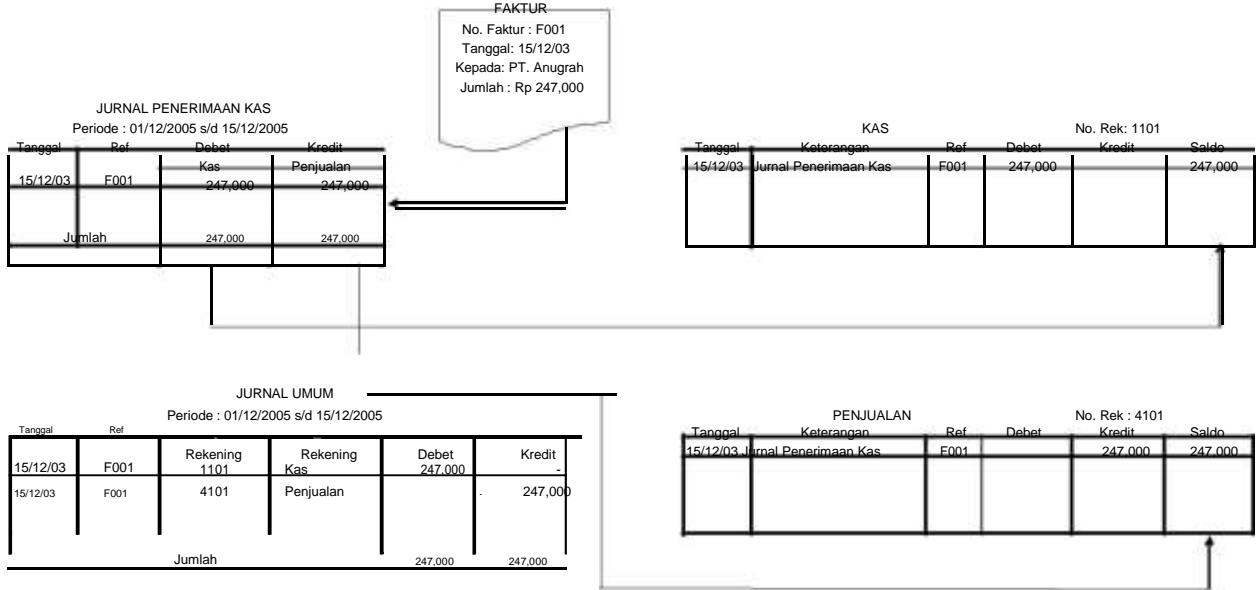 FAKTUR
No. Faktur : F001
Tanggal: 15/12/03
Kepada: PT. Anugrah
Jumlah : Rp 247,000
JURNAL PENERIMAAN KAS
Periode : 01/12/2005 s/d 15/12/2005
Tanggal Ref Debet Kredit
Kas Penjualan
15/12/03 F001 247,000 247,000
Jumlah 247,000 247,000
KAS No. Rek: 1101
Tanggal Keterangan Ref Debet Kredit Saldo
15/12/03 Jurnal Penerimaan Kas F001 247,000 247,000
JURNAL UMUM
Periode : 01/12/2005 s/d 15/12/2005
Tanggal Ref
Rekening Rekening Debet Kredit
15/12/03 F001 1101 Kas 247,000 -
15/12/03 F001 4101 Penjualan - 247,000
Jumlah 247,000 247,000
PENJUALAN No. Rek : 4101
Tanggal Keterangan Ref Debet Kredit Saldo
15/12/03 Jurnal Penerimaan Kas F001 247,000 247,000